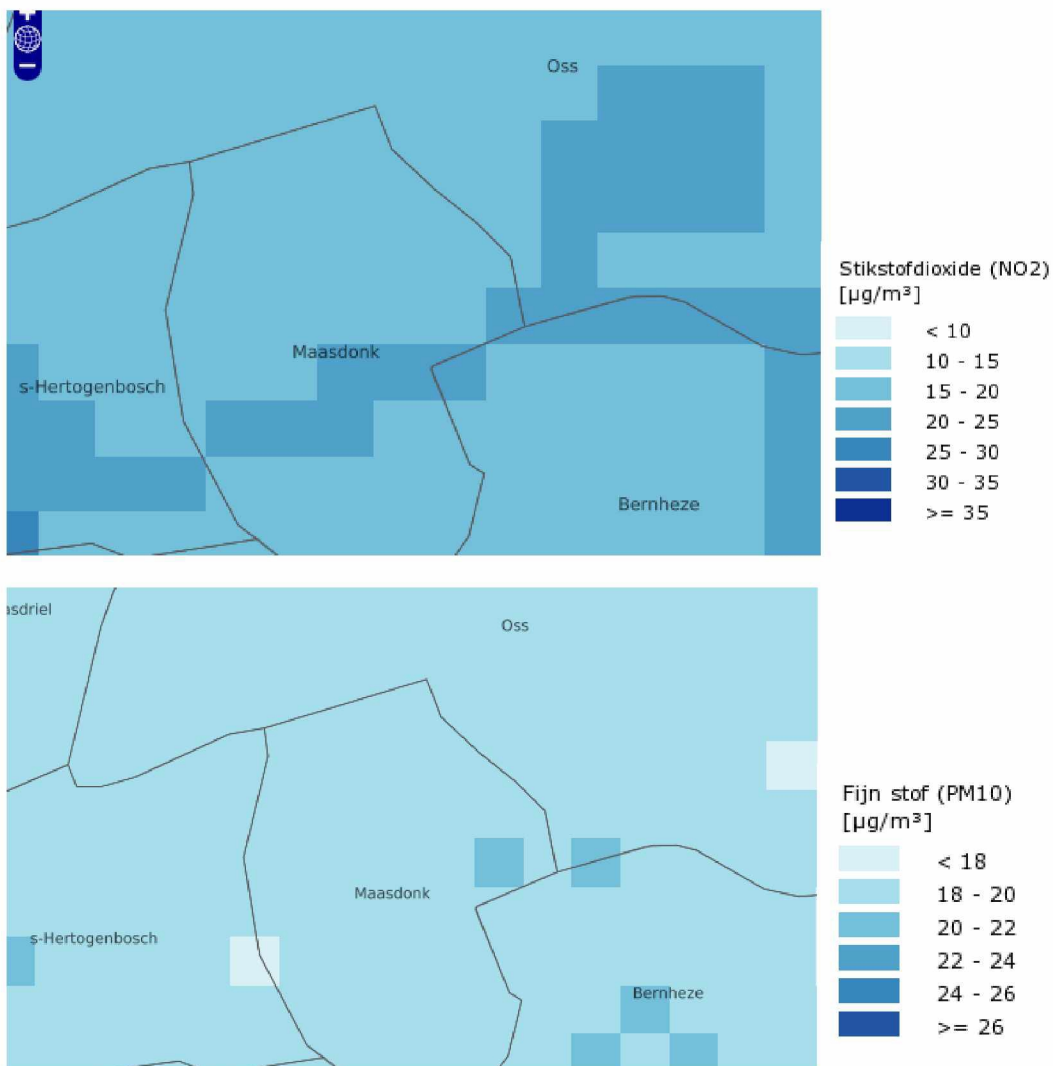 Oss
Maasdonk
s-Hertogenbosch
Bernheze
Stikstofdioxide (NO2)
[µg/m³]
< 10
10 - 15
15 - 20
20 - 25
25 - 30
30 - 35
>= 35
asdriel
Oss
Maasdonk
s-Hertogenbosch
Bernheze
Fijn stof (PM10)
[µg/m³]
< 18
18 - 20
20 - 22
22 - 24
24 - 26
>= 26